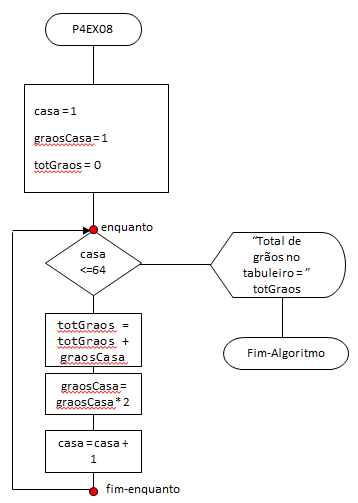 P4EX08
casa = 1
graosCasa = 1
totGraos = 0
enquanto
casa
<=64
“Total de
grãos no
tabuleiro = ”
totGraos
totGraos =
totGraos +
graosCasa
Fim-Algoritmo
graosCasa=
graosCasa* 2
casa = casa +
1
fim-enquanto